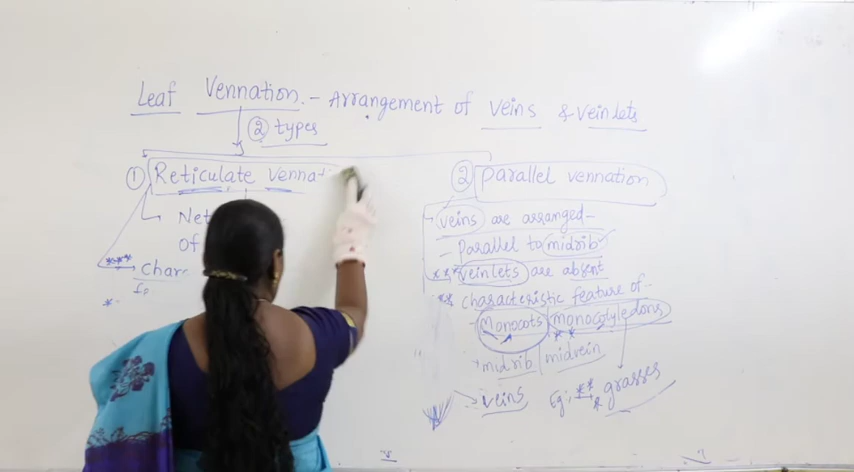 Leaf Vennation. - Arrangement of veins & veinlets
② types
① Reticulate vennati
Net
Of
**** Char
*
② Parallel vennation
veins are arranged-
- parallel to midrib
*** veinlets are absent
** characteristic feature of-
- Monocots | monocotyledons
* midrib | midvein **
veins Eg: ** * grasses